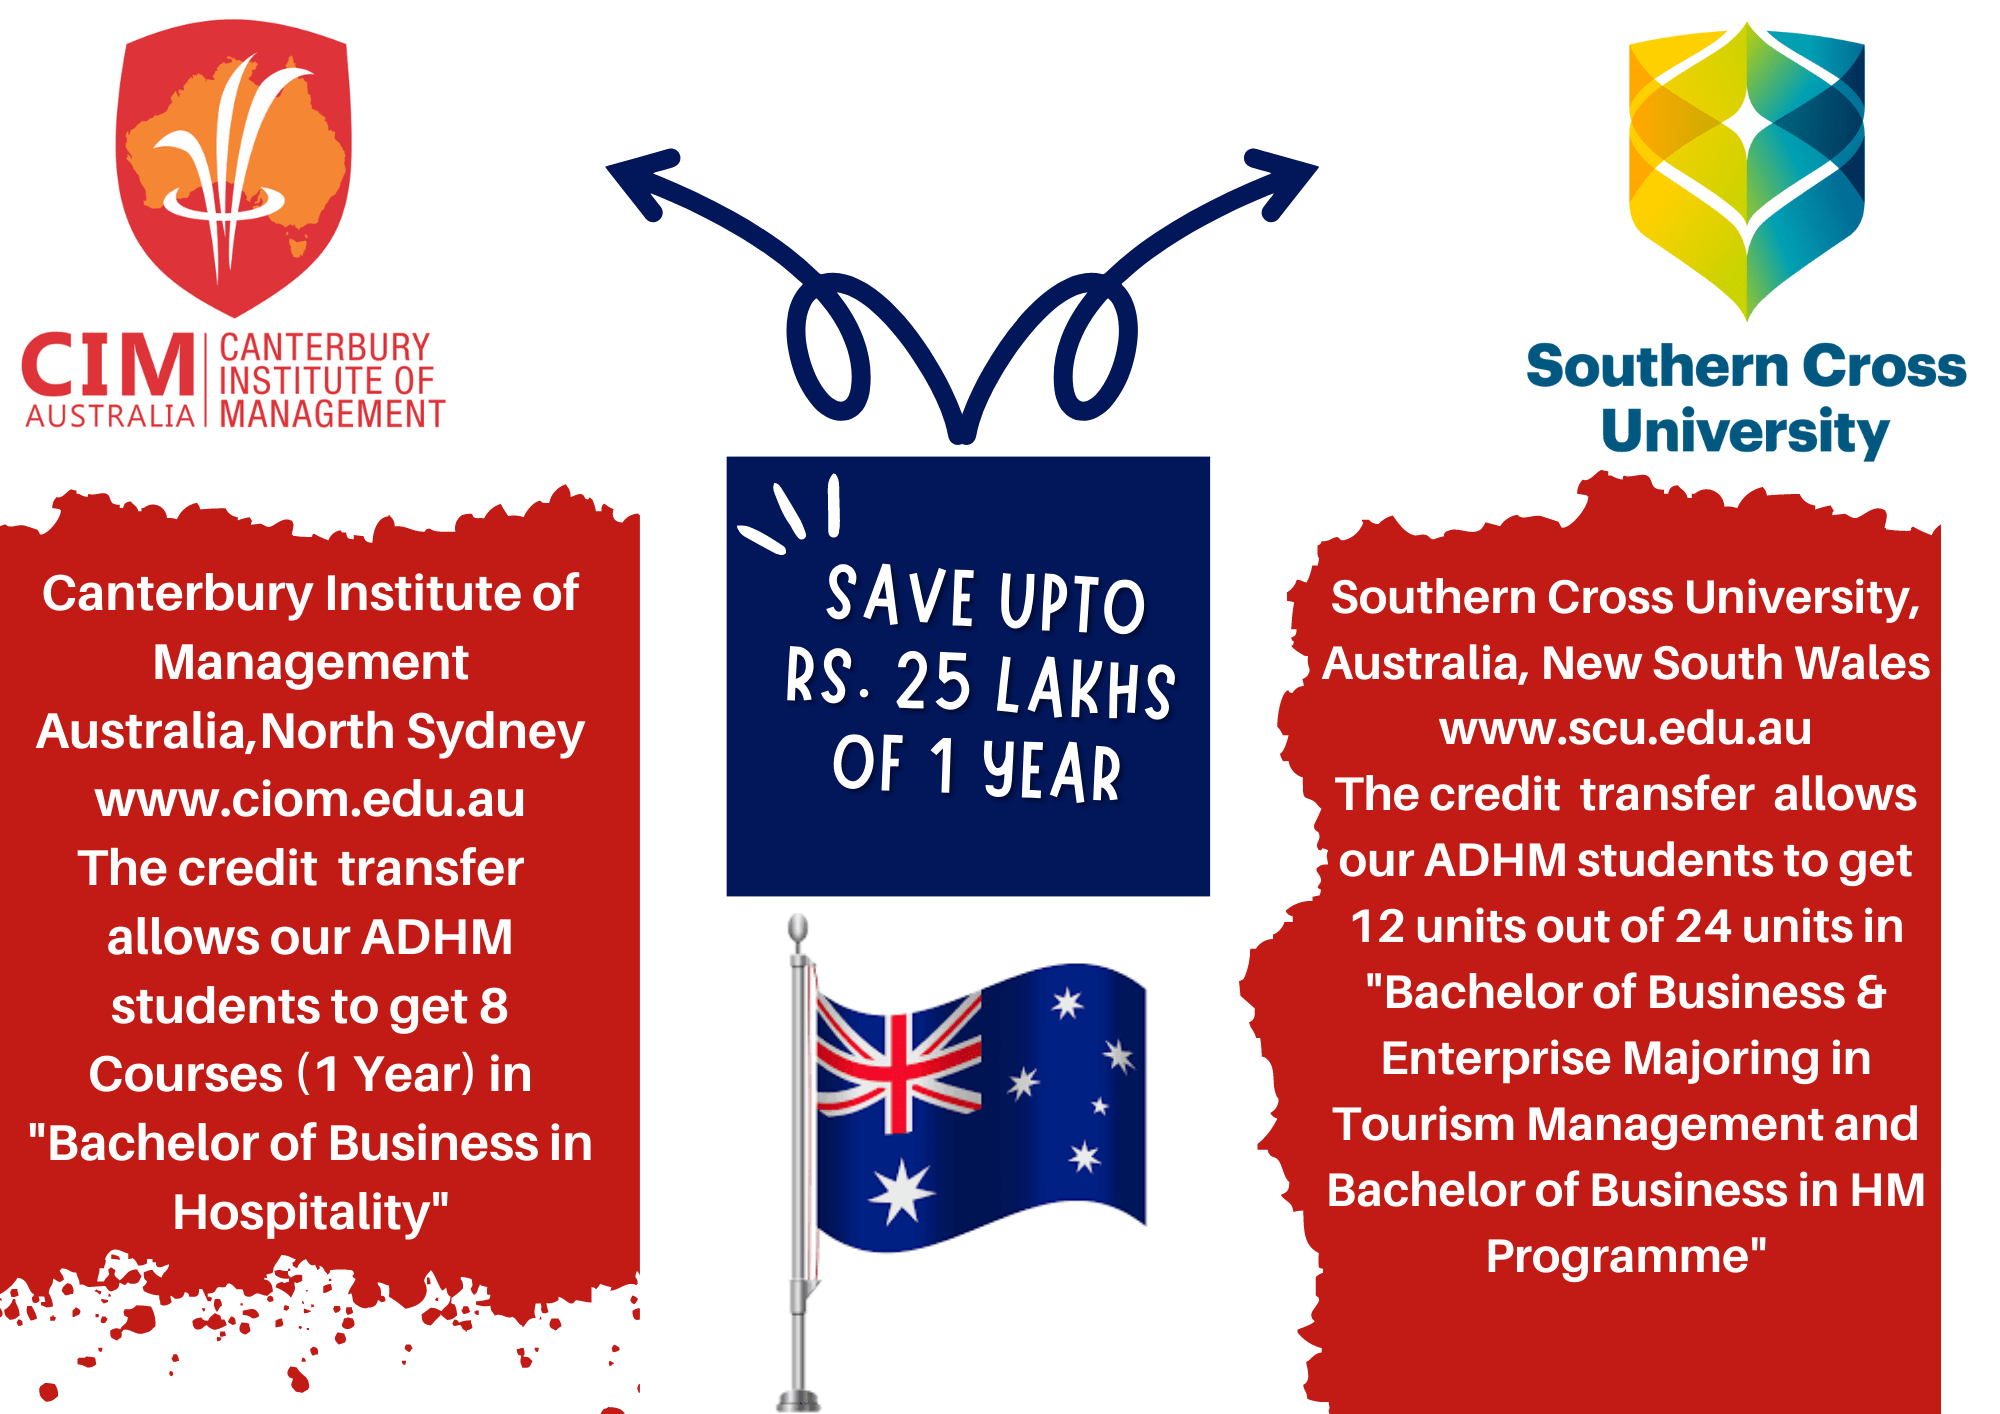 CIM
AUSTRALIA
CANTERBURY
INSTITUTE OF
MANAGEMENT
Southern Cross
University
Canterbury Institute of
Management
Australia,North Sydney
www.ciom.edu.au
The credit  transfer
allows our ADHM
students to get 8
Courses (1 Year) in
"Bachelor of Business in
Hospitality"
SAVE UPTO
RS. 25 LAKHS
OF 1 YEAR
Southern Cross University,
Australia, New South Wales
www.scu.edu.au
The credit  transfer  allows
our ADHM students to get
12 units out of 24 units in
"Bachelor of Business &
Enterprise Majoring in
Tourism Management and
Bachelor of Business in HM
Programme"